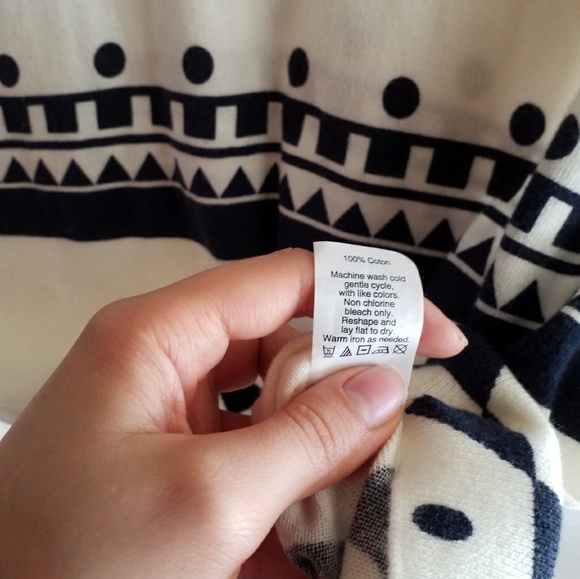 100% Cotton
Machine wash cold
gentle cycle,
with like colors.
Non chlorine
bleach only.
Reshape and
lay flat to dry.
Warm iron as needed.